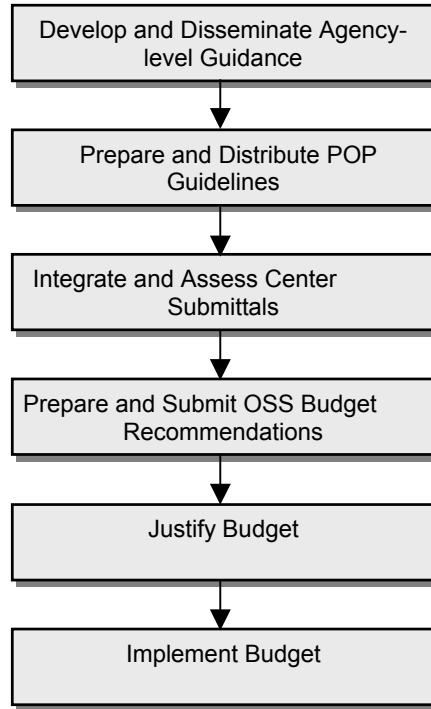 Develop and Disseminate Agency-
level Guidance
Prepare and Distribute POP
Guidelines
Integrate and Assess Center
Submittals
Prepare and Submit OSS Budget
Recommendations
Justify Budget
Implement Budget